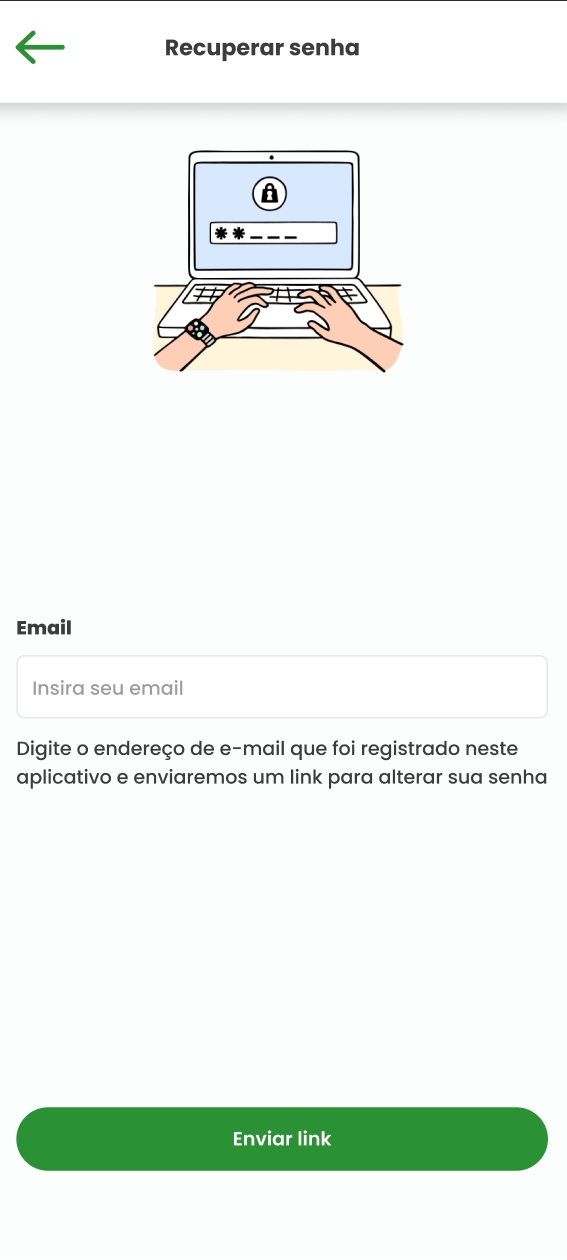 Recuperar senha
**___
Email
Insira seu email
Digite o endereço de e-mail que foi registrado neste
aplicativo e enviaremos um link para alterar sua senha
Enviar link